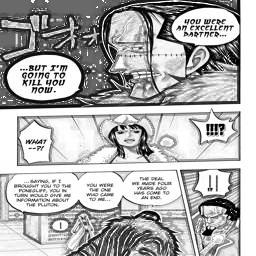 YOU WERE
AN EXCELLENT
PARTNER...
...BUT I'M
GOING TO
KILL YOU
NOW.
!!!?
WHAT
--?!
!!
THE DEAL
WE MADE FOUR
YEARS AGO
HAS COME TO
AN END.
YOU WERE
THE ONE
WHO CAME
TO ME...
...SAYING, IF I
BROUGHT YOU TO THE
PONEGLIFF, YOU IN
TURN WOULD GIVE
ME INFORMATION
ABOUT THE
PLUTON.